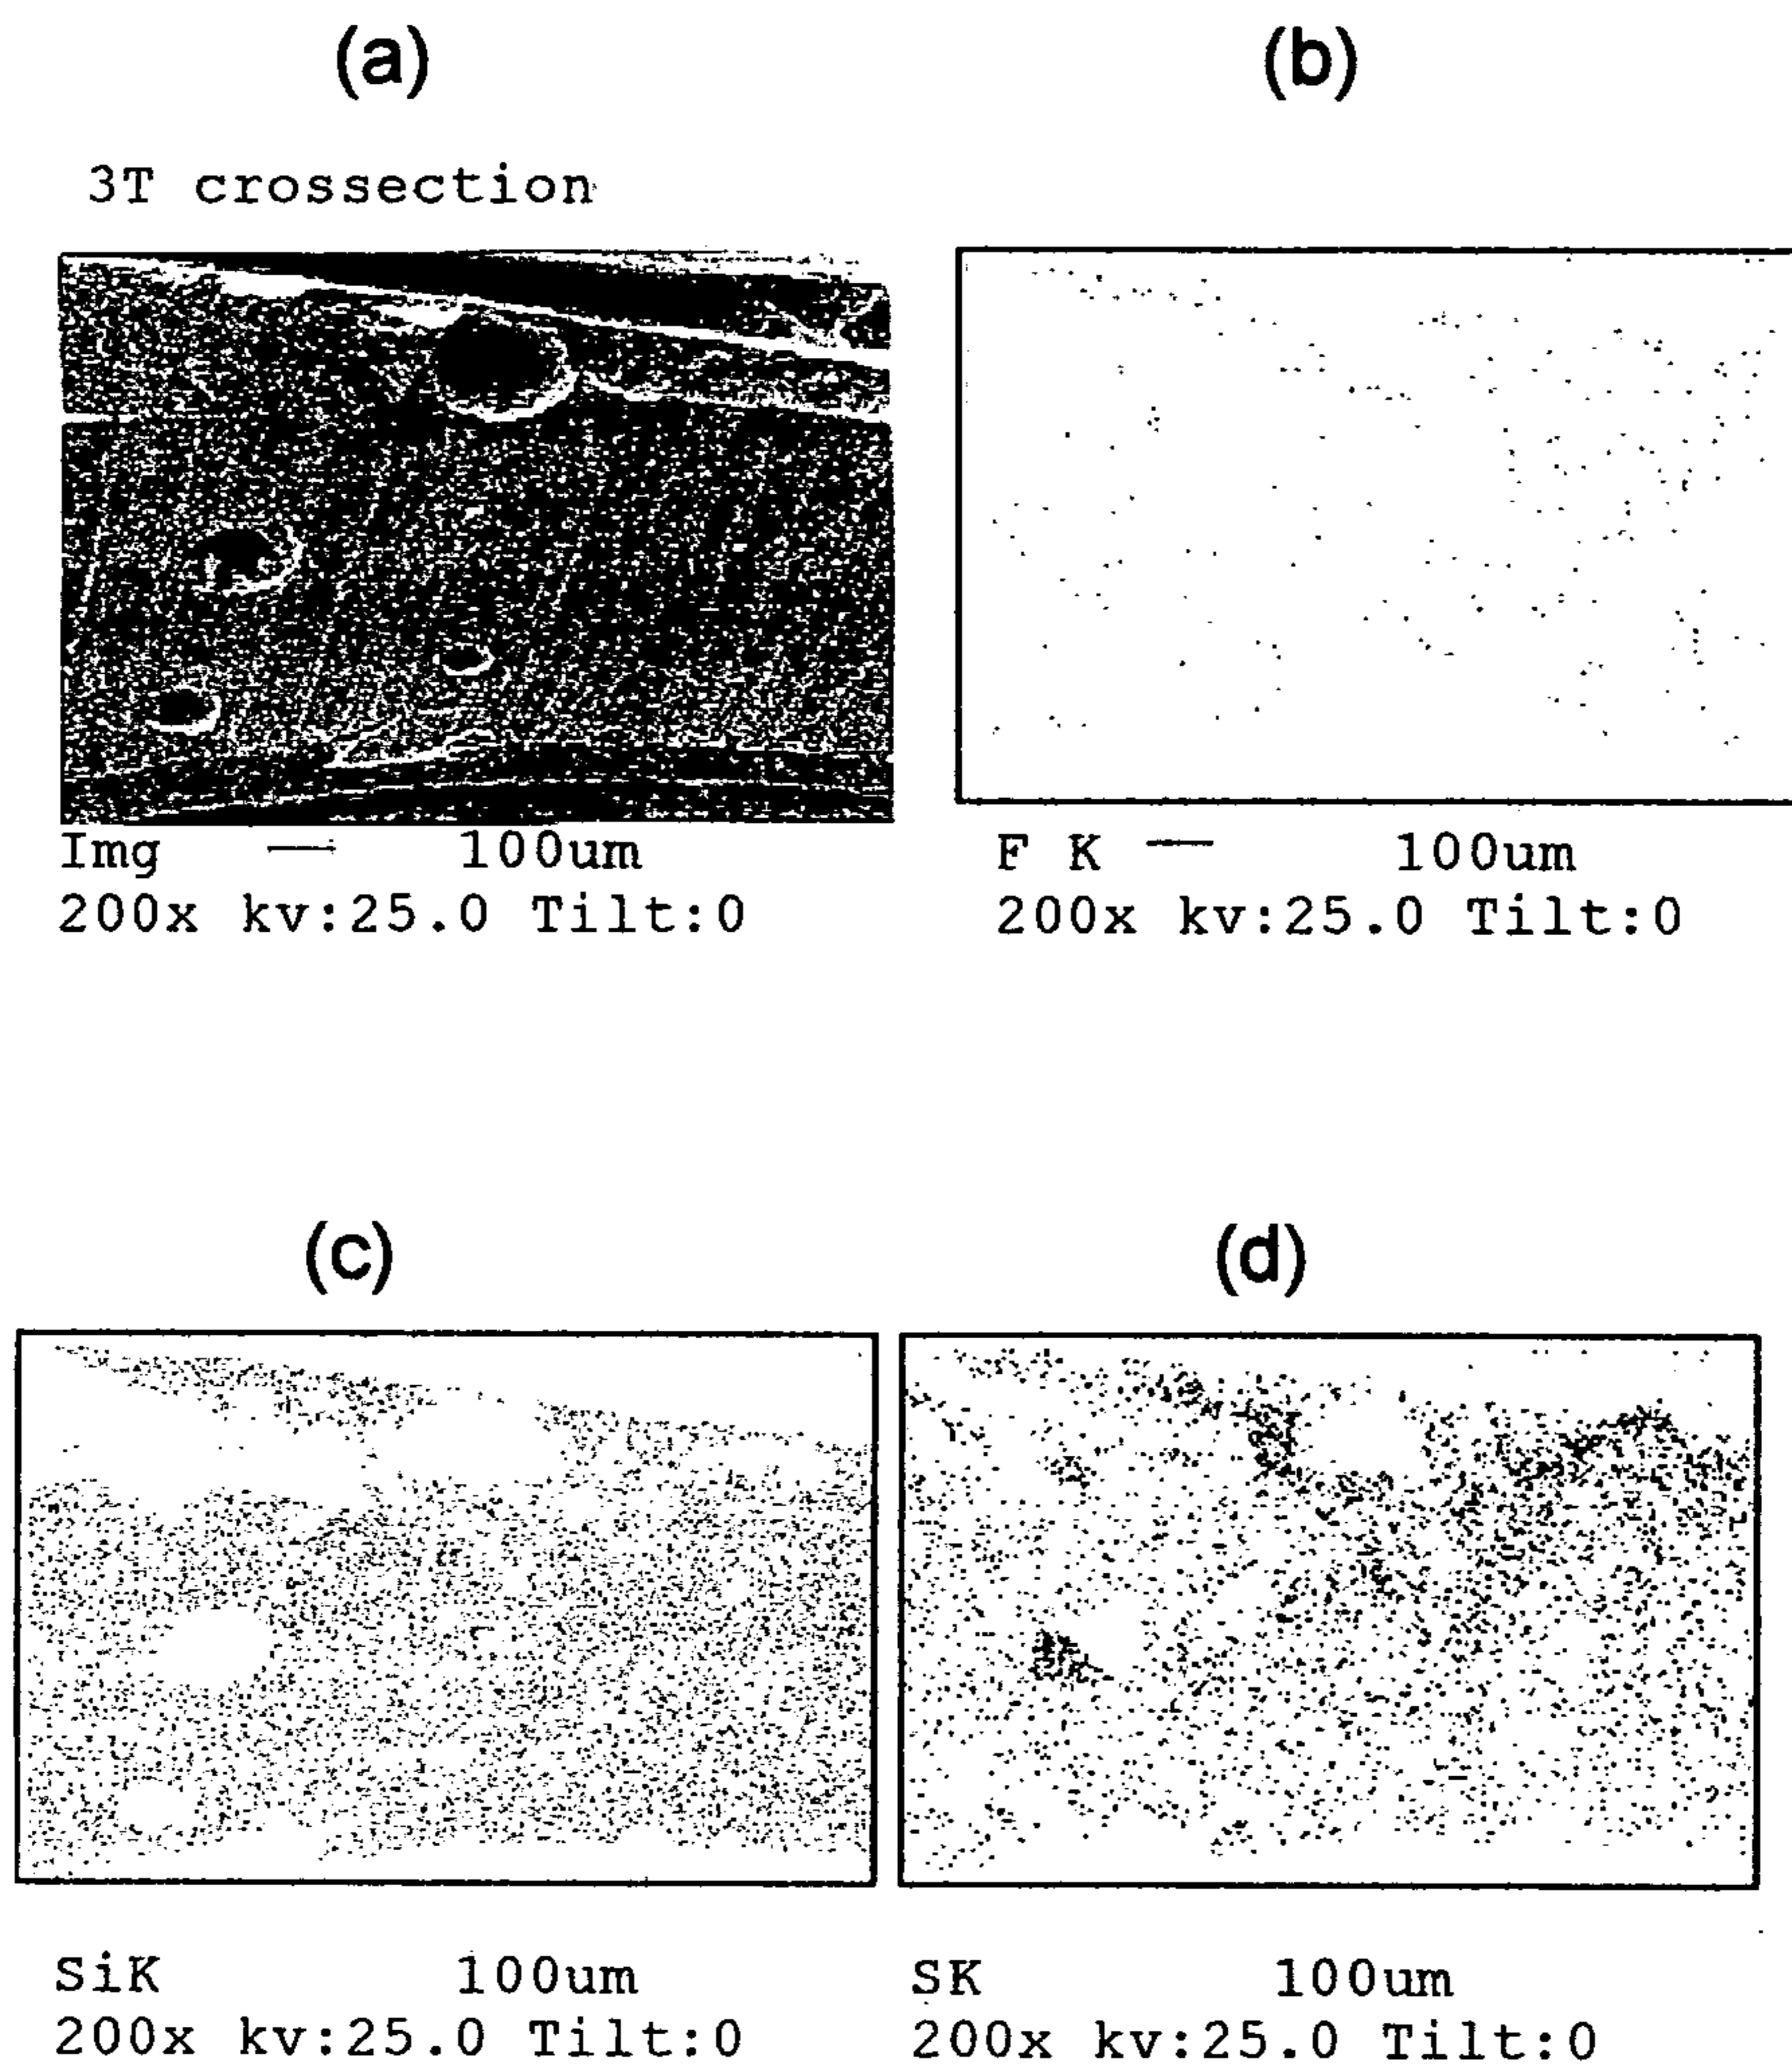 (a)
(b)
3T crossection
Img — 100um
200x kv:25.0 Tilt:0
F K — 100um
200x kv:25.0 Tilt:0
(c)
(d)
SiK 100um
200x kv:25.0 Tilt:0
SK 100um
200x kv:25.0 Tilt:0